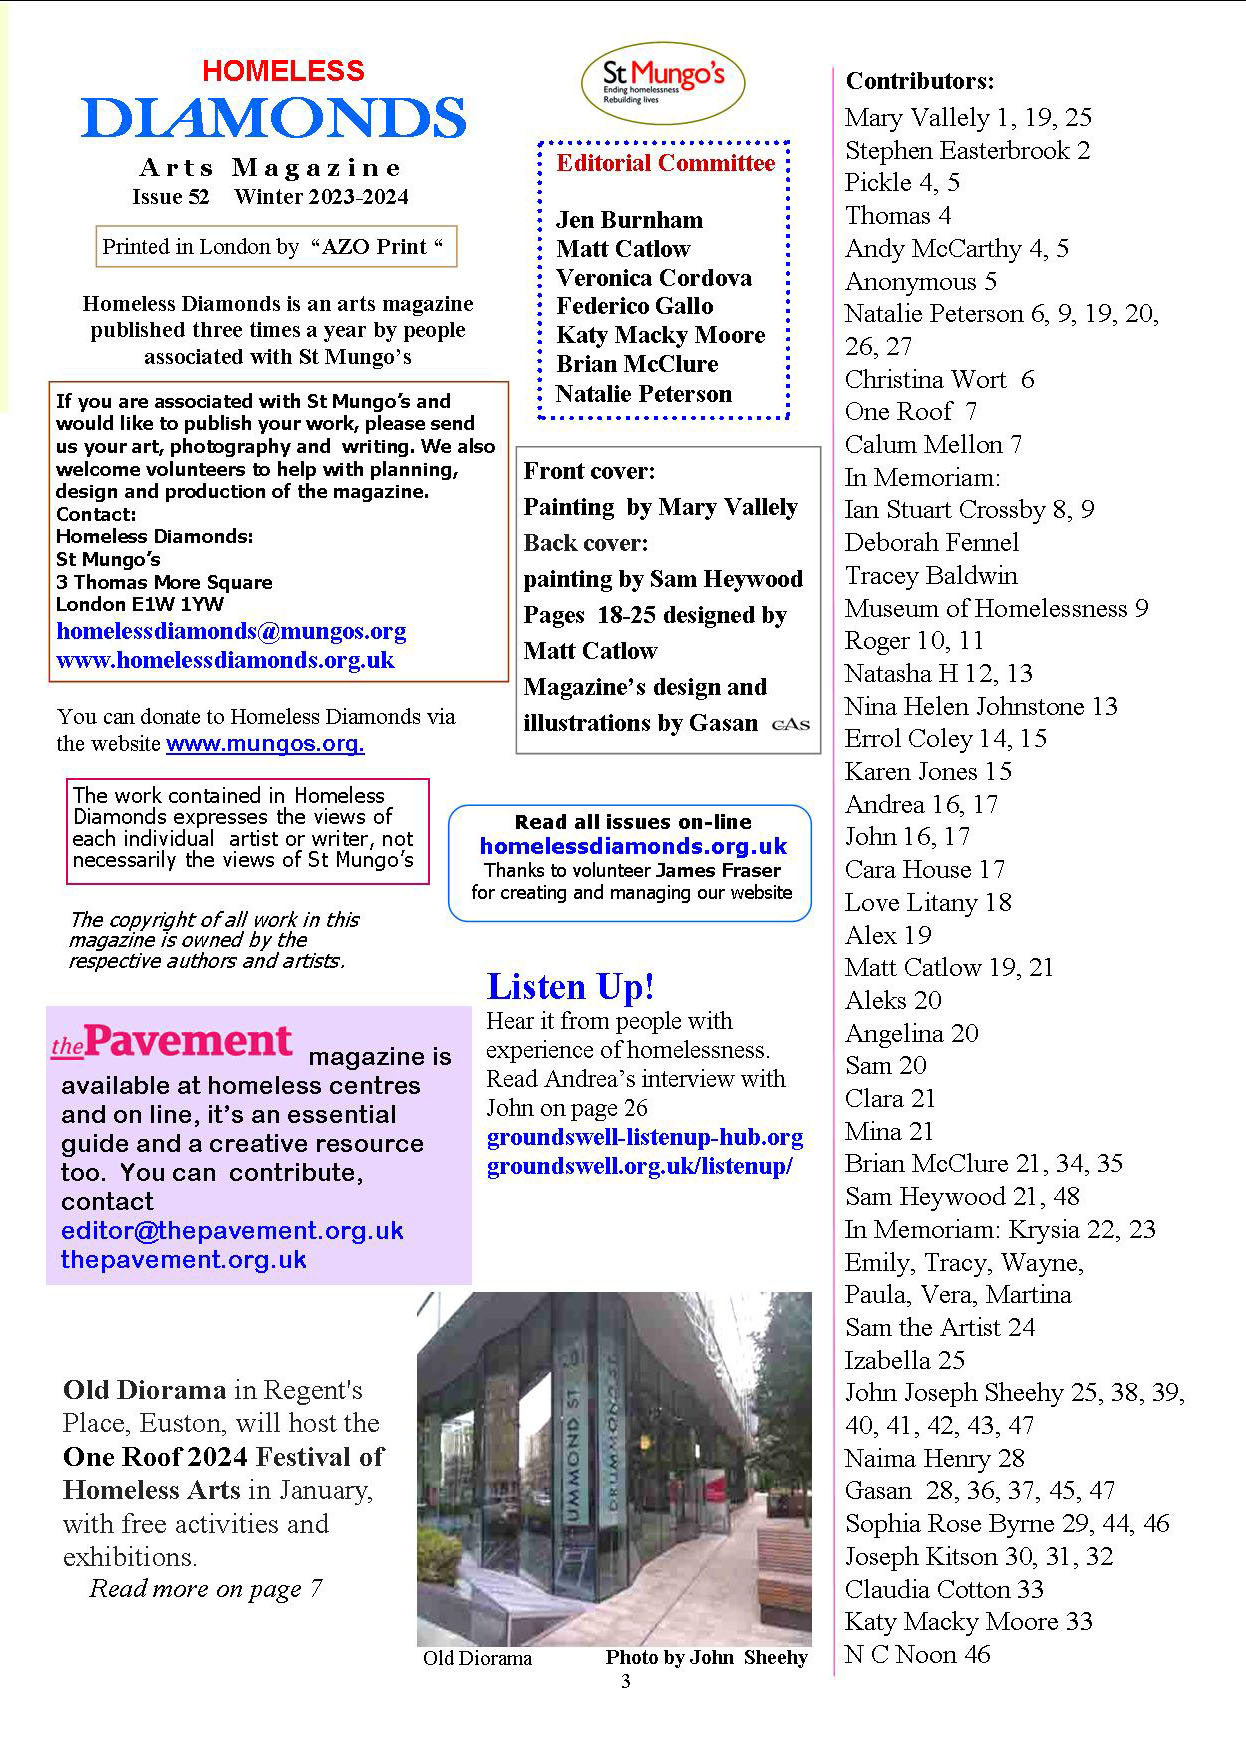 HOMELESS
DIAMONDS
Arts Magazine
Issue 52 Winter 2023-2024
Printed in London by “AZO Print “
Homeless Diamonds is an arts magazine
published three times a year by people
associated with St Mungo’s
If you are associated with St Mungo’s and
would like to publish your work, please send
us your art, photography and writing. We also
welcome volunteers to help with planning,
design and production of the magazine.
Contact:
Homeless Diamonds:
St Mungo’s
3 Thomas More Square
London E1W 1YW
homelessdiamonds@mungos.org
www.homelessdiamonds.org.uk
You can donate to Homeless Diamonds via
the website www.mungos.org.
The work contained in Homeless
Diamonds expresses the views of
each individual artist or writer, not
necessarily the views of St Mungo’s
The copyright of all work in this
magazine is owned by the
respective authors and artists.
thePavement magazine is
available at homeless centres
and on line, it’s an essential
guide and a creative resource
too. You can contribute,
contact
editor@thepavement.org.uk
thepavement.org.uk
Old Diorama in Regent's
Place, Euston, will host the
One Roof 2024 Festival of
Homeless Arts in January,
with free activities and
exhibitions.
Read more on page 7
St Mungo’s
Ending homelessness
Rebuilding lives
Editorial Committee
Jen Burnham
Matt Catlow
Veronica Cordova
Federico Gallo
Katy Macky Moore
Brian McClure
Natalie Peterson
Front cover:
Painting by Mary Vallely
Back cover:
painting by Sam Heywood
Pages 18-25 designed by
Matt Catlow
Magazine’s design and
illustrations by Gasan GAs
Read all issues on-line
homelessdiamonds.org.uk
Thanks to volunteer James Fraser
for creating and managing our website
Listen Up!
Hear it from people with
experience of homelessness.
Read Andrea’s interview with
John on page 26
groundswell-listenup-hub.org
groundswell.org.uk/listenup/
UMMOND ST
DRUMMOND ST
201
Old Diorama
Photo by John Sheehy
3
Contributors:
Mary Vallely 1, 19, 25
Stephen Easterbrook 2
Pickle 4, 5
Thomas 4
Andy McCarthy 4, 5
Anonymous 5
Natalie Peterson 6, 9, 19, 20,
26, 27
Christina Wort 6
One Roof 7
Calum Mellon 7
In Memoriam:
Ian Stuart Crossby 8, 9
Deborah Fennel
Tracey Baldwin
Museum of Homelessness 9
Roger 10, 11
Natasha H 12, 13
Nina Helen Johnstone 13
Errol Coley 14, 15
Karen Jones 15
Andrea 16, 17
John 16, 17
Cara House 17
Love Litany 18
Alex 19
Matt Catlow 19, 21
Aleks 20
Angelina 20
Sam 20
Clara 21
Mina 21
Brian McClure 21, 34, 35
Sam Heywood 21, 48
In Memoriam: Krysia 22, 23
Emily, Tracy, Wayne,
Paula, Vera, Martina
Sam the Artist 24
Izabella 25
John Joseph Sheehy 25, 38, 39,
40, 41, 42, 43, 47
Naima Henry 28
Gasan 28, 36, 37, 45, 47
Sophia Rose Byrne 29, 44, 46
Joseph Kitson 30, 31, 32
Claudia Cotton 33
Katy Macky Moore 33
N C Noon 46